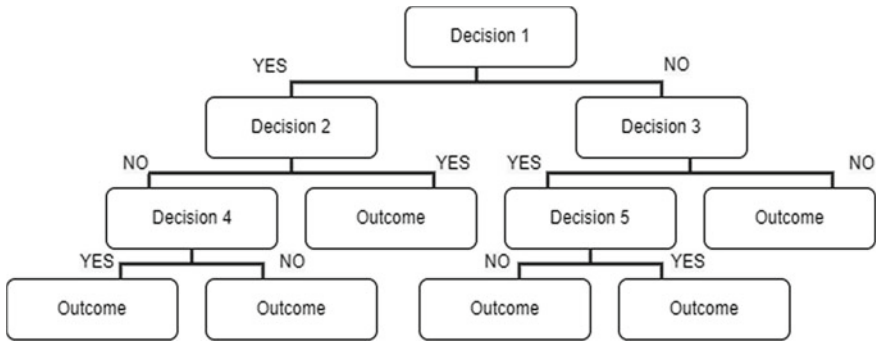 Decision 1
YES
NO
Decision 2
Decision 3
NO
YES
YES
NO
Decision 4
Outcome
Decision 5
Outcome
YES
NO
NO
YES
Outcome
Outcome
Outcome
Outcome